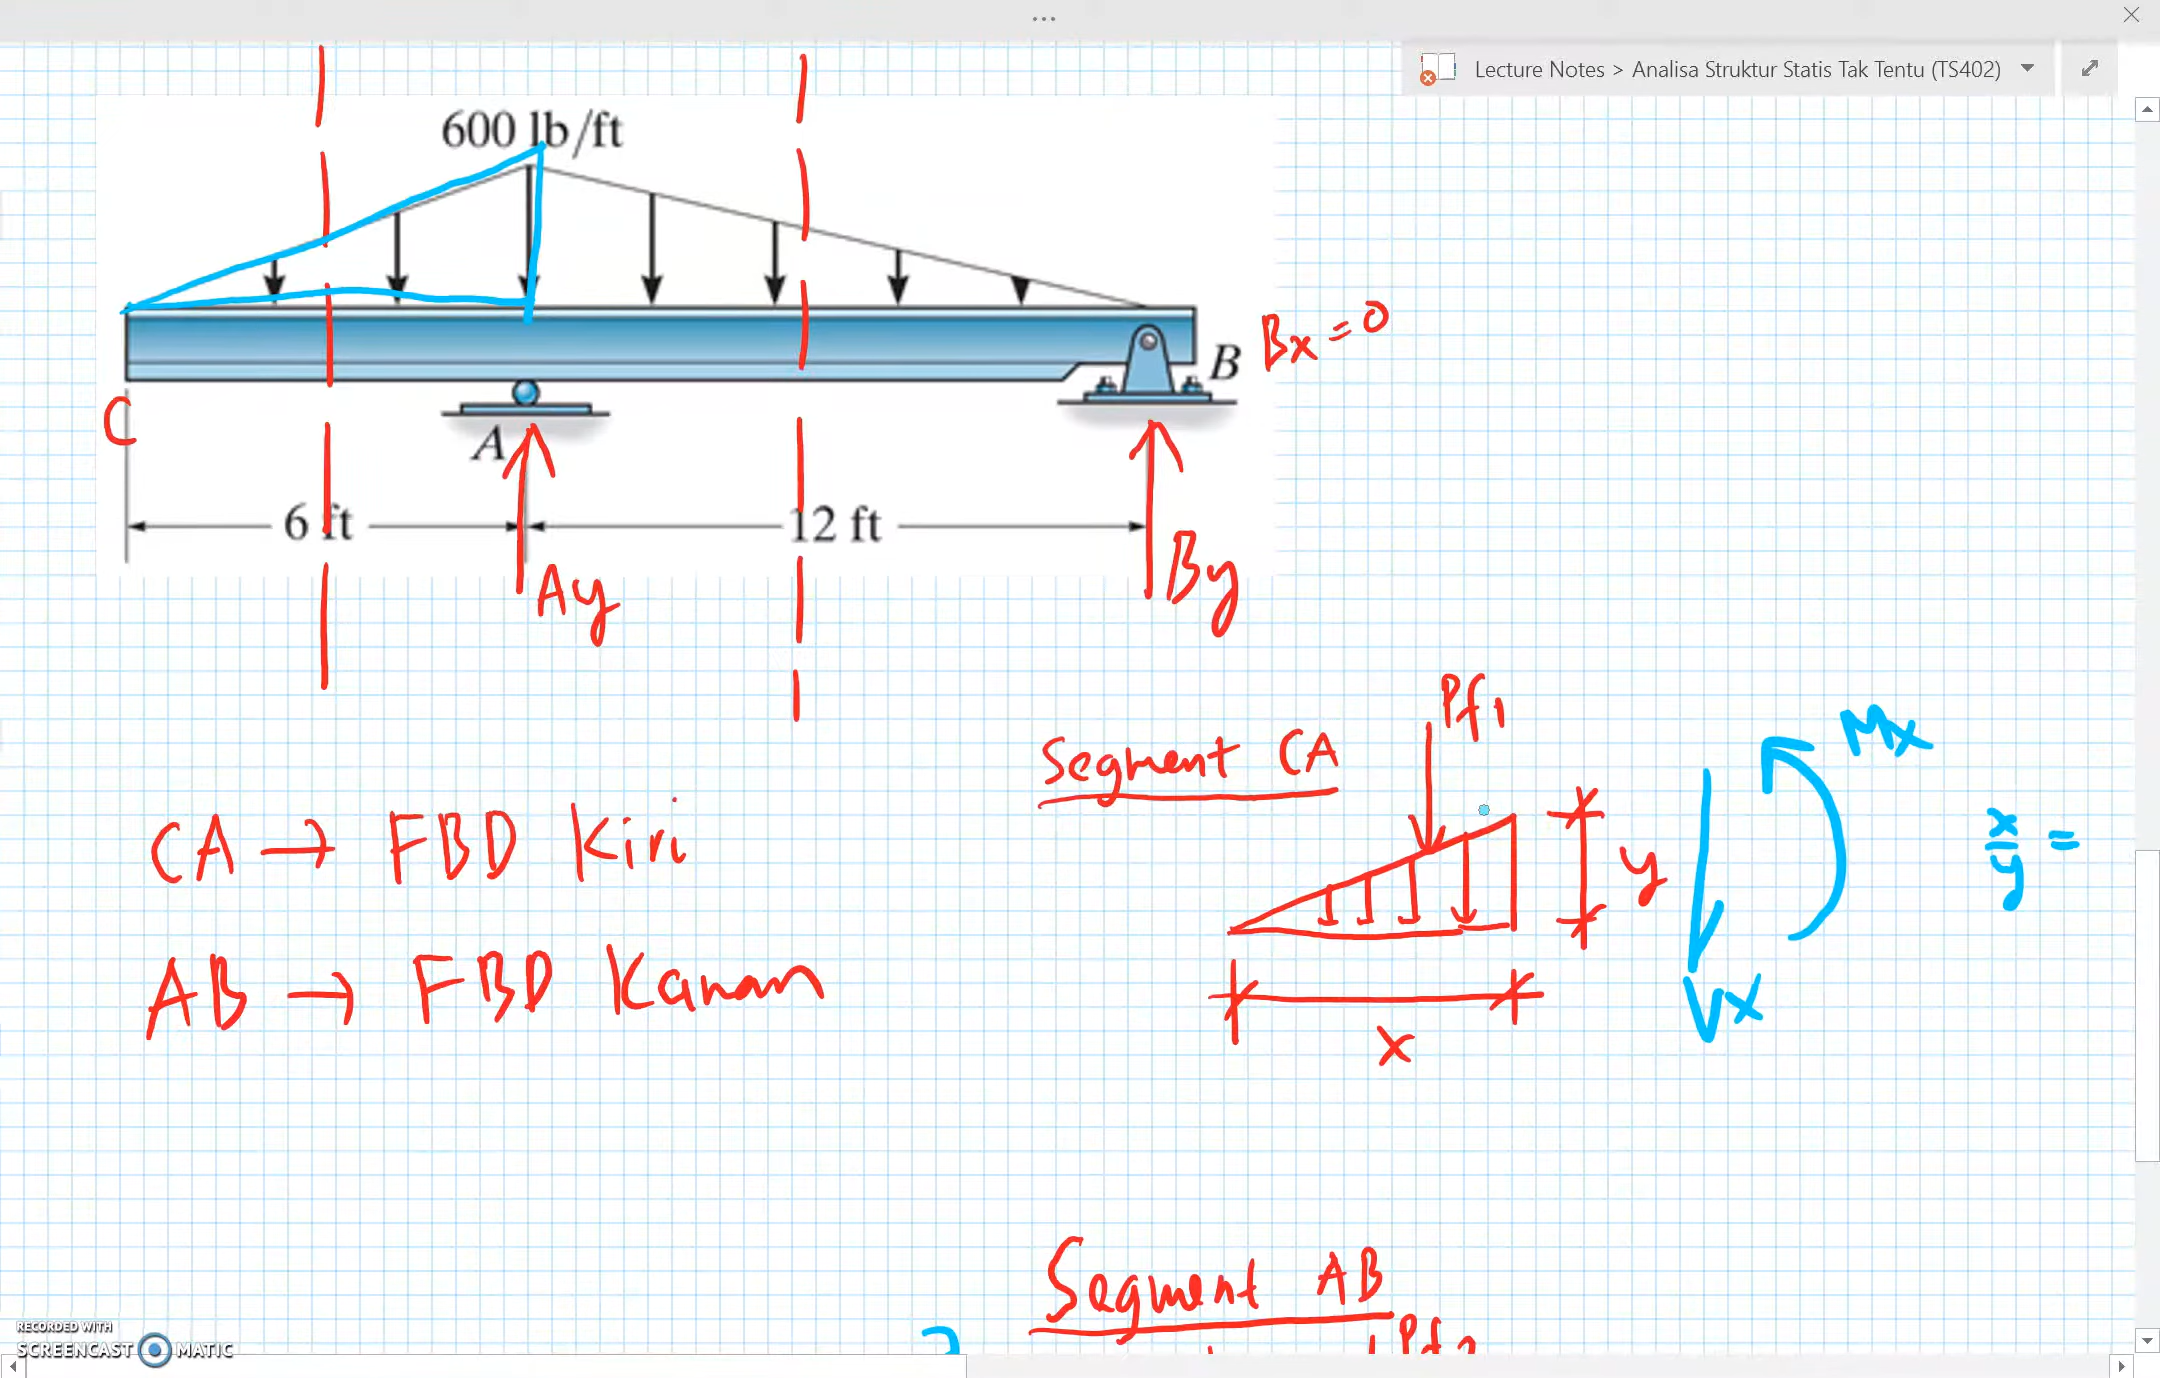 Lecture Notes > Analisa Struktur Statis Tak Tentu (TS402)
600 lb/ft
Bx = 0
B
C
A
6 ft
12 ft
Ay
By
Pf1
Segment CA
Mx
x/y =
y
CA → FBD Kiri
AB → FBD Kanan
Vx
x
Segment AB
Pf2
RECORDED WITH
SCREENCAST MATIC